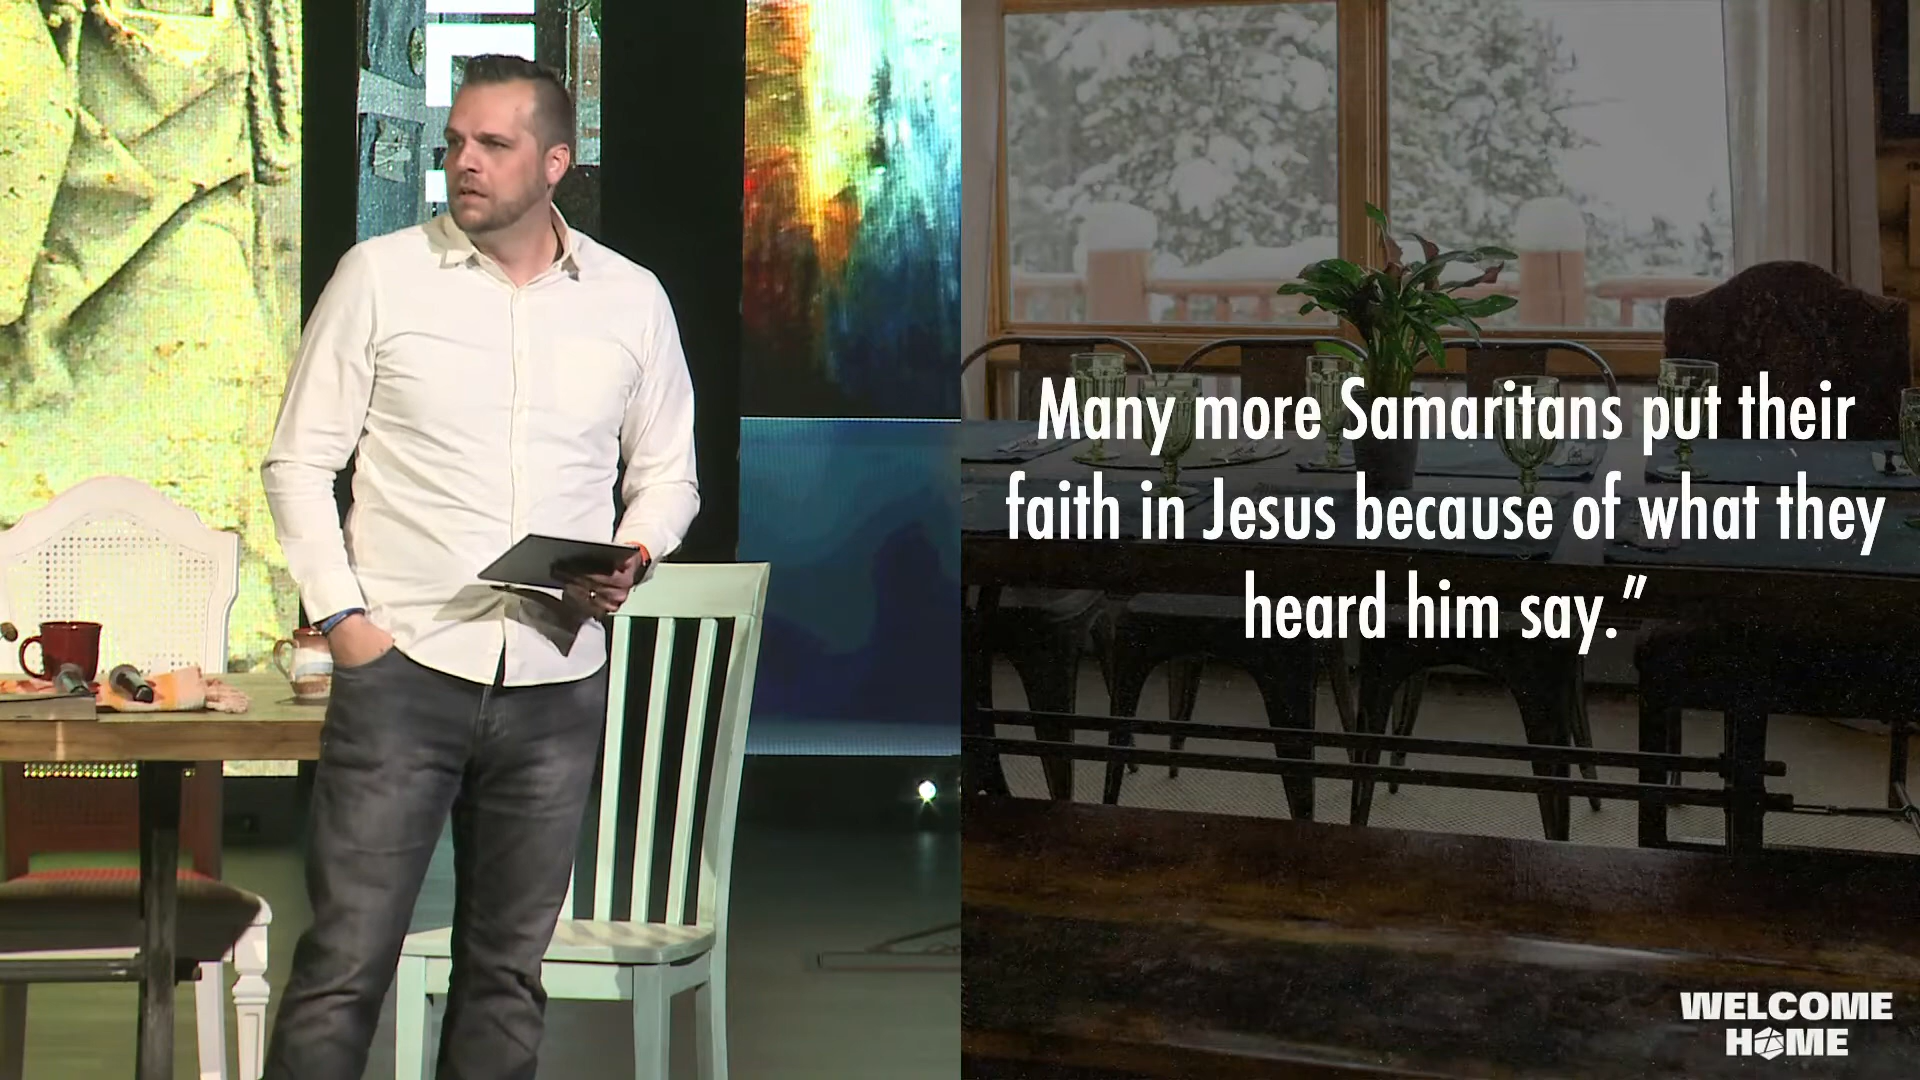 Many more Samaritans put their
faith in Jesus because of what they
heard him say.”
WELCOME
HOME